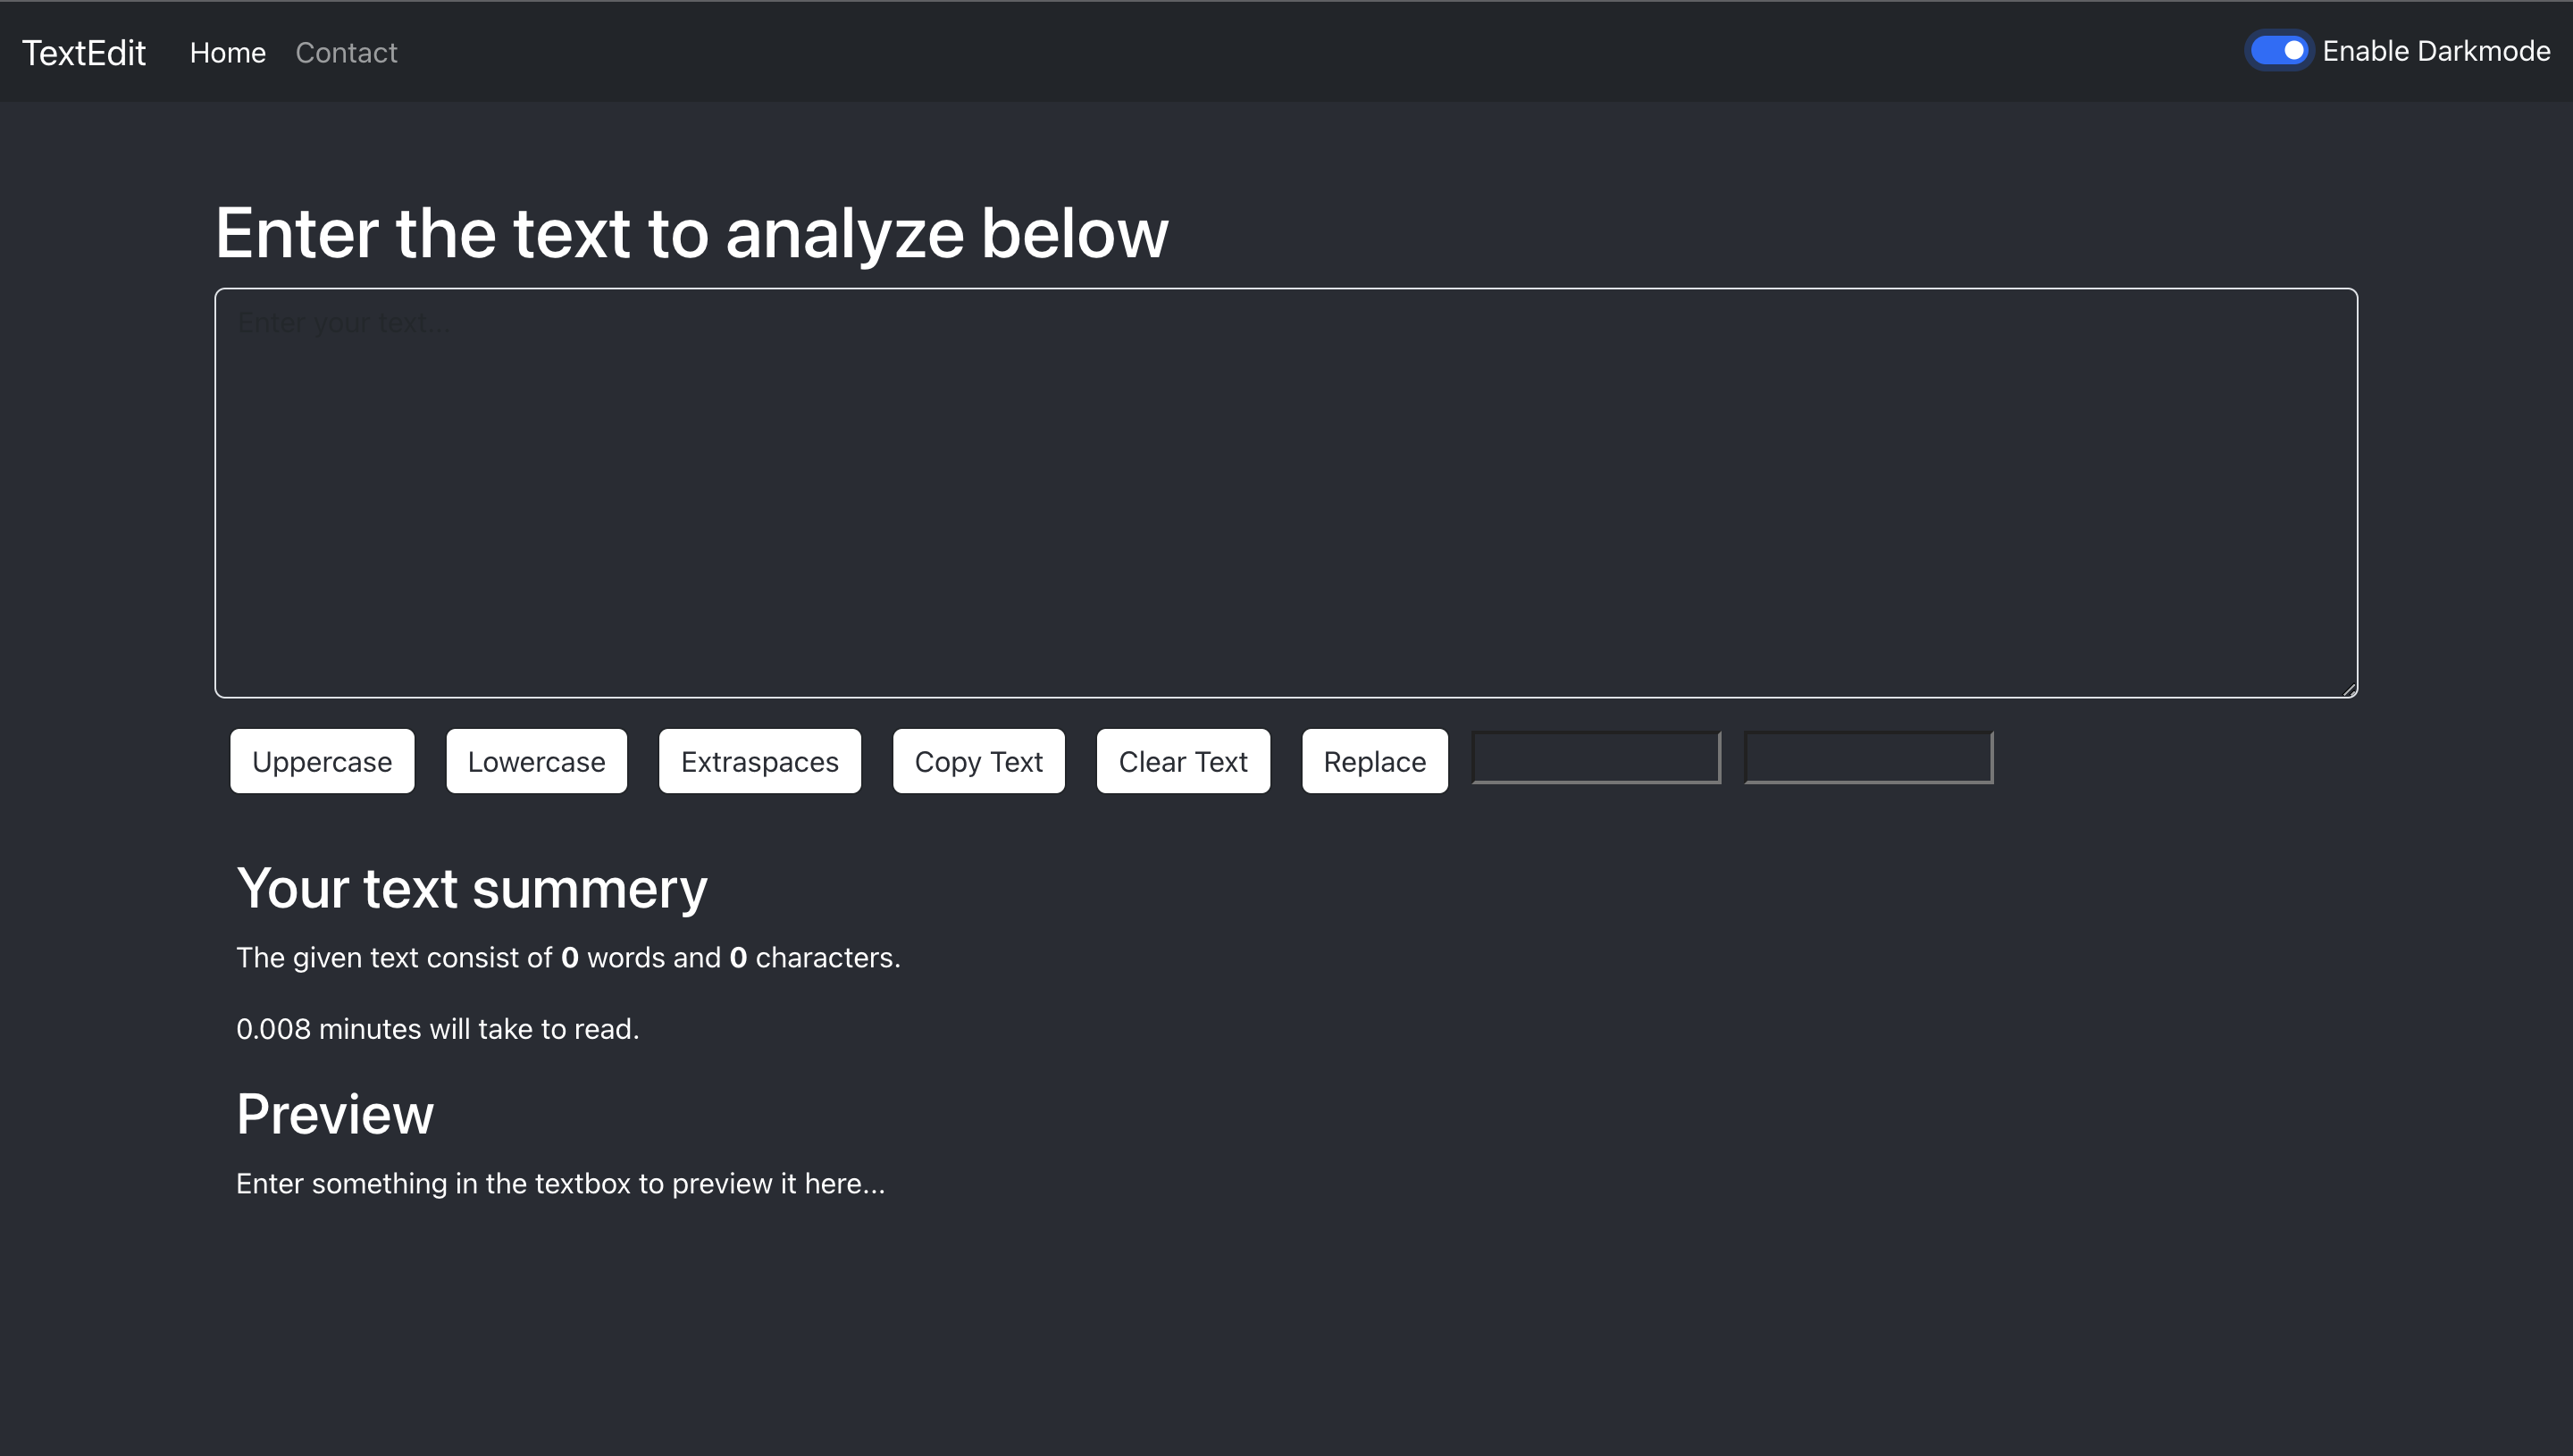 TextEdit Home Contact Enable Darkmode
Enter the text to analyze below
Enter your text...
Uppercase Lowercase Extraspaces Copy Text Clear Text Replace
Your text summery
The given text consist of 0 words and 0 characters.
0.008 minutes will take to read.
Preview
Enter something in the textbox to preview it here...